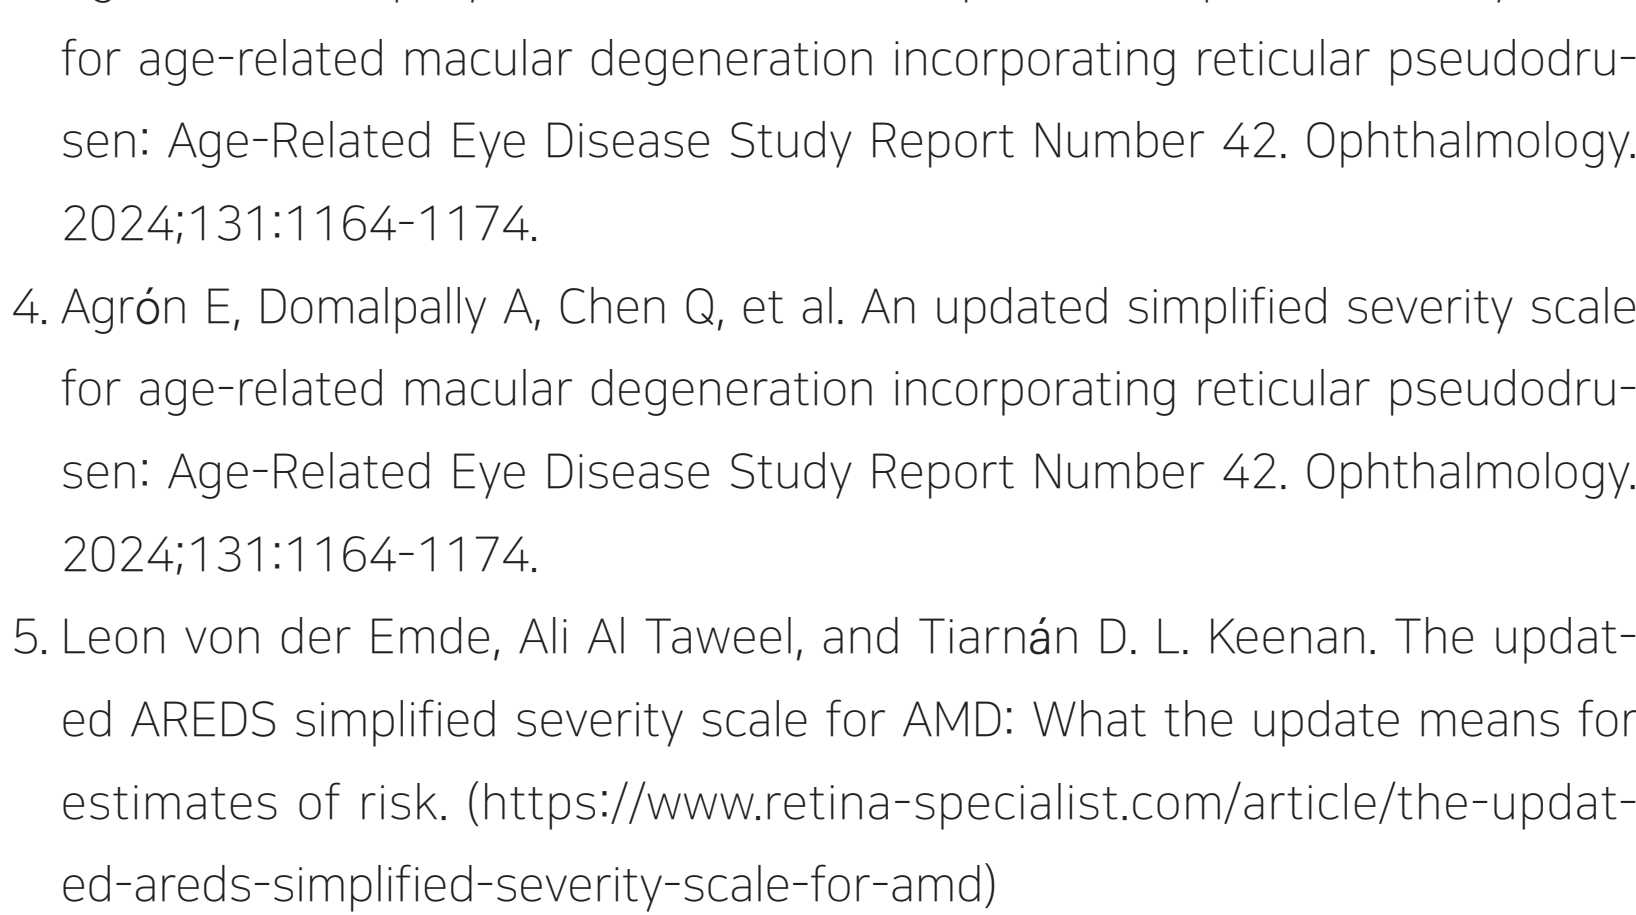 for age-related macular degeneration incorporating reticular pseudodru-
sen: Age-Related Eye Disease Study Report Number 42. Ophthalmology.
2024;131:1164-1174.
4. Agrón E, Domalpally A, Chen Q, et al. An updated simplified severity scale
for age-related macular degeneration incorporating reticular pseudodru-
sen: Age-Related Eye Disease Study Report Number 42. Ophthalmology.
2024;131:1164-1174.
5. Leon von der Emde, Ali Al Taweel, and Tiarnán D. L. Keenan. The updat-
ed AREDS simplified severity scale for AMD: What the update means for
estimates of risk. (https://www.retina-specialist.com/article/the-updat-
ed-areds-simplified-severity-scale-for-amd)